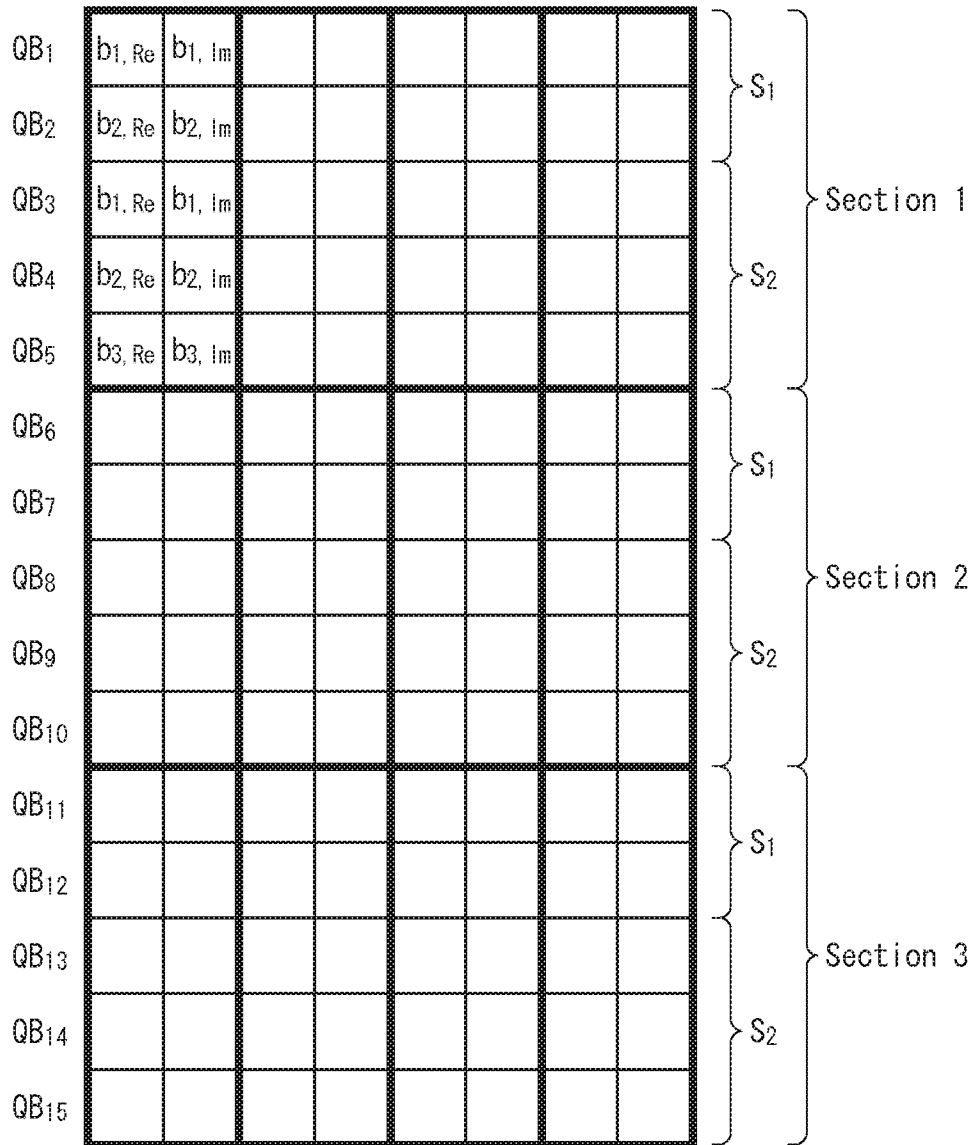 QB1 b1, Re b1, Im
S1
QB2 b2, Re b2, Im
QB3 b1, Re b1, Im Section 1
QB4 b2, Re b2, Im S2
QB5 b3, Re b3, Im
QB6
S1
QB7
QB8 Section 2
QB9 S2
QB10
QB11
S1
QB12
QB13 Section 3
QB14 S2
QB15